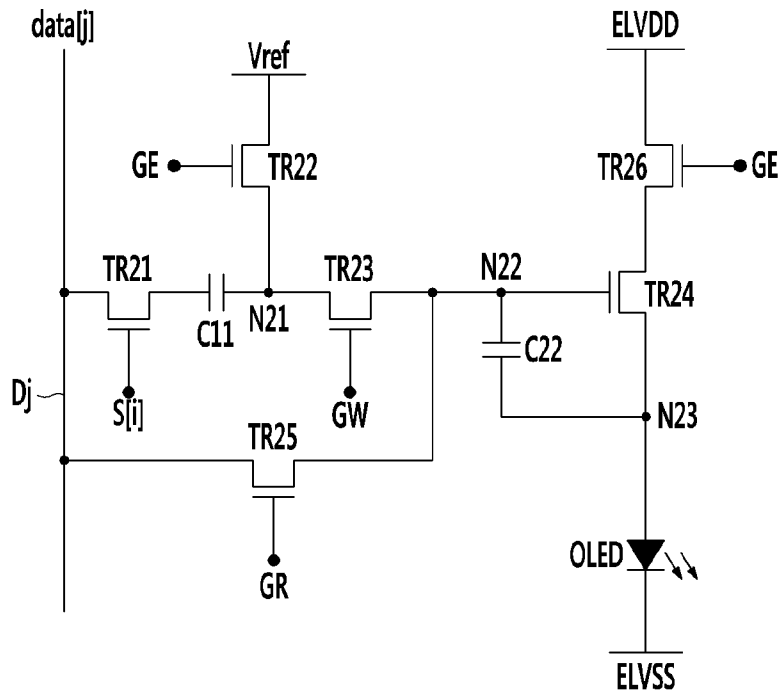 data[j]
ELVDD
Vref
GE
TR22
TR26
GE
TR21
TR23
N22
TR24
C11
N21
C22
Dj
S[i]
GW
N23
TR25
OLED
GR
ELVSS